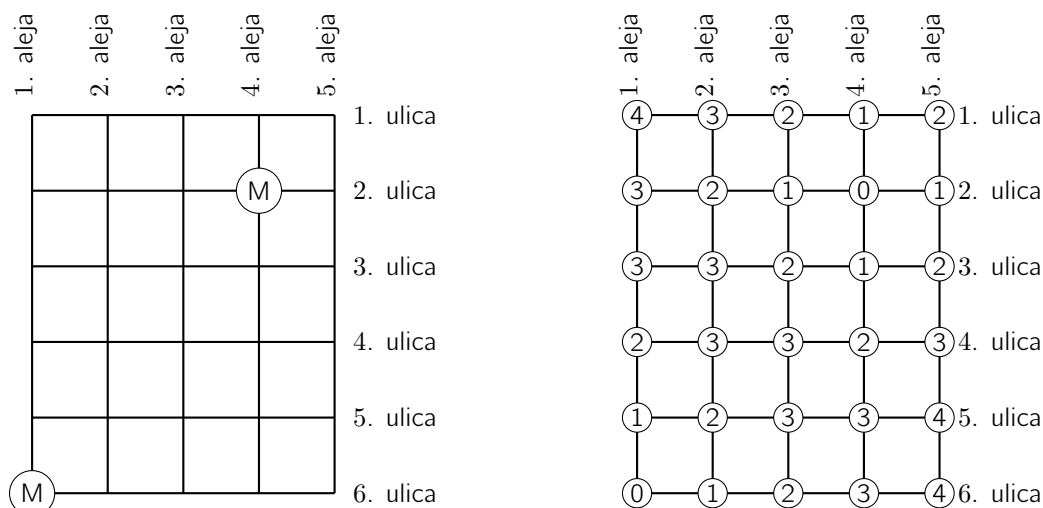 1. aleja
2. aleja
3. aleja
4. aleja
5. aleja
1. ulica
M
2. ulica
3. ulica
4. ulica
5. ulica
M
6. ulica
1. aleja
2. aleja
3. aleja
4. aleja
5. aleja
4 3 2 1 2 1. ulica
3 2 1 0 1 2. ulica
3 3 2 1 2 3. ulica
2 3 3 2 3 4. ulica
1 2 3 3 4 5. ulica
0 1 2 3 4 6. ulica